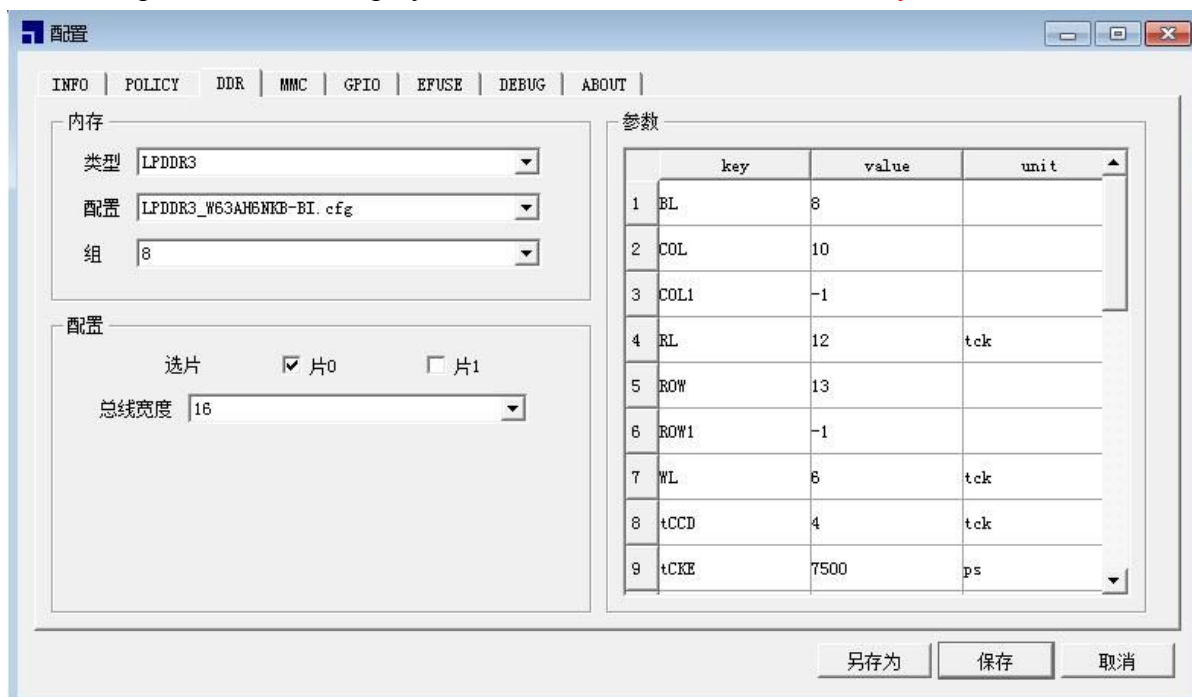 配置
INFO POLICY DDR MMC GPIO EFUSE DEBUG ABOUT
内存
类型 LPDDR3
配置 LPDDR3_W63AH6NKB-BI.cfg
组 8
配置
选片 片0 片1
总线宽度 16
参数
key value unit
1 BL 8
2 COL 10
3 COL1 -1
4 RL 12 tck
5 ROW 13
6 ROW1 -1
7 WL 6 tck
8 tCCD 4 tck
9 tCKE 7500 ps
另存为 保存 取消